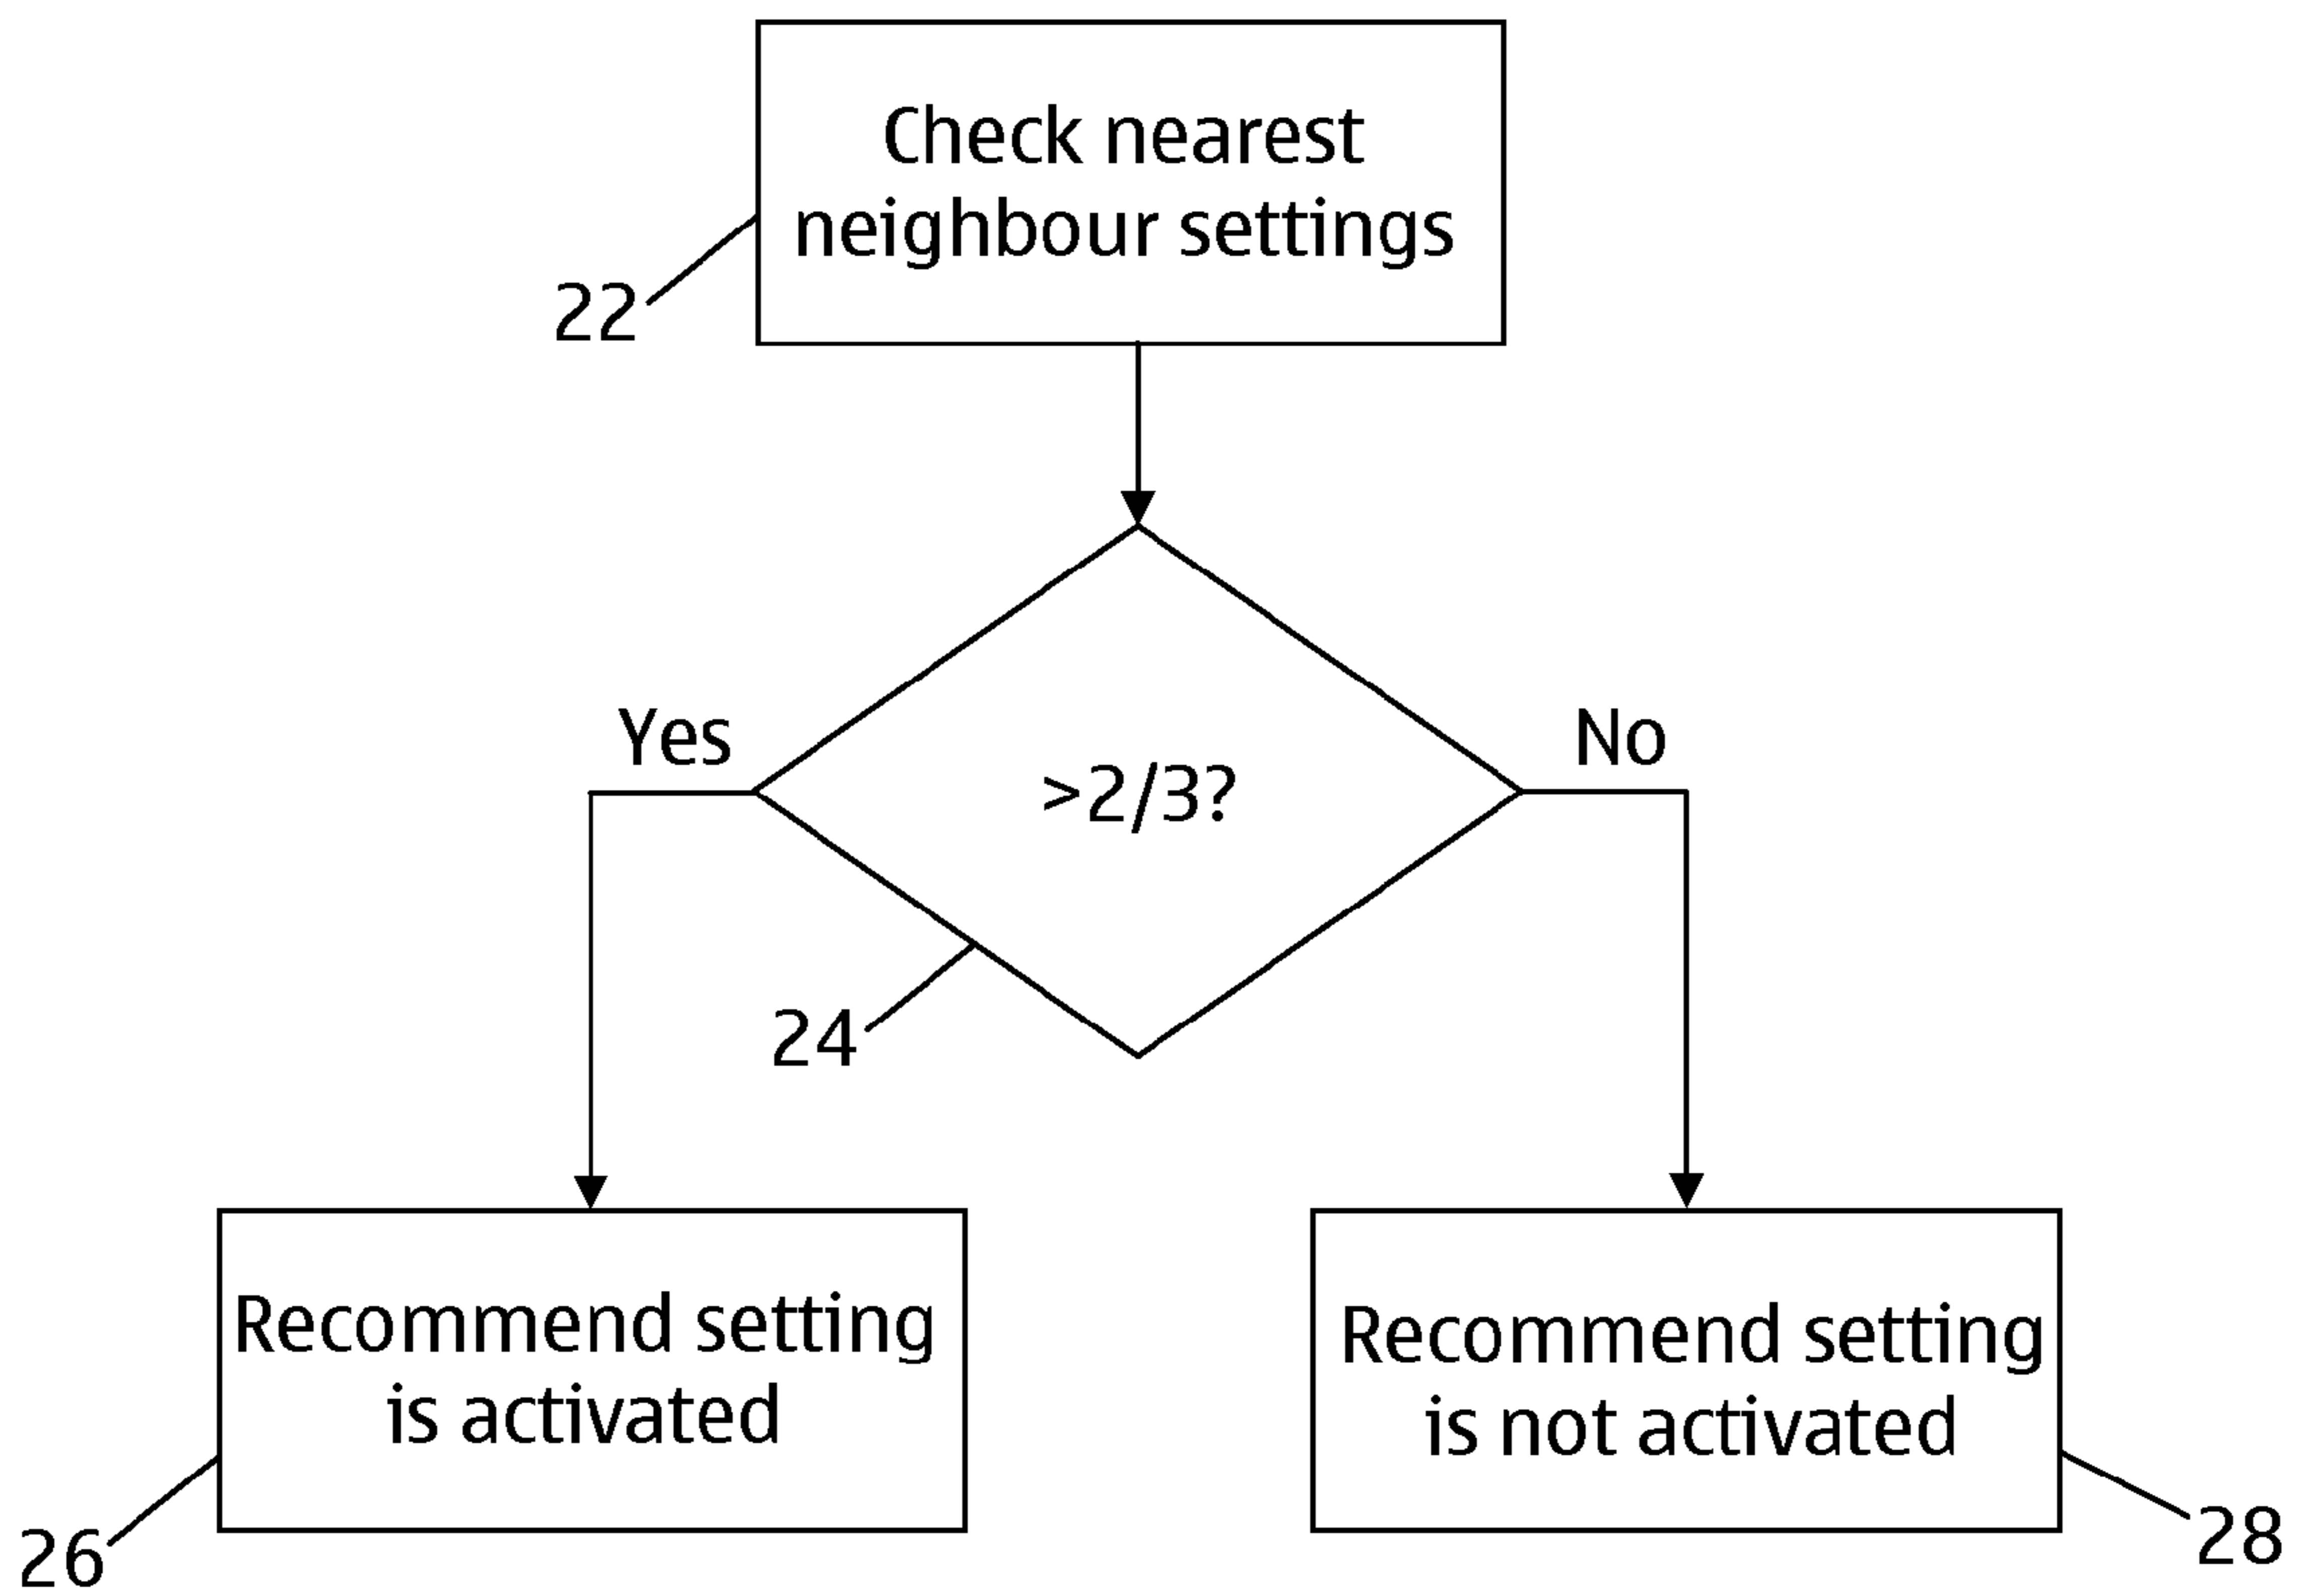 Check nearest
neighbour settings
22
Yes
No
>2/3?
24
Recommend setting
is activated
Recommend setting
is not activated
26
28